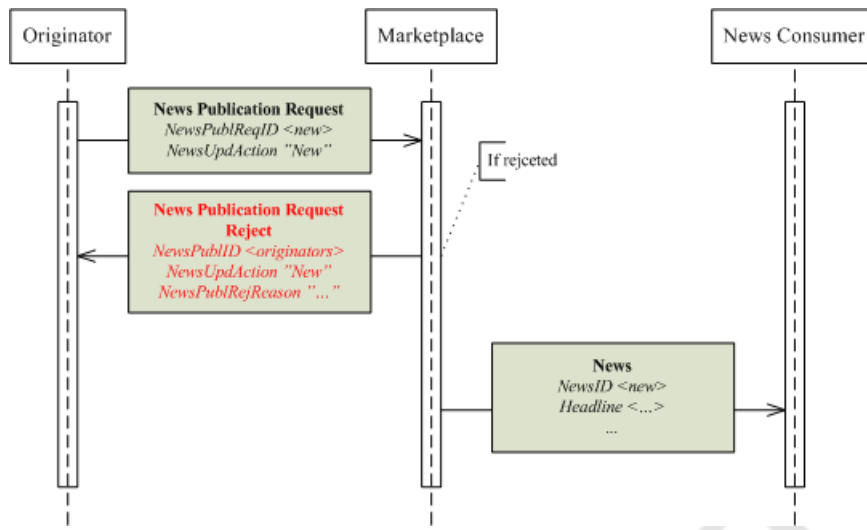 Originator
Marketplace
News Consumer
News Publication Request
NewsPublReqID <new>
NewsUpdAction ”New”
If rejceted
News Publication Request
Reject
NewsPublID <originators>
NewsUpdAction ”New”
NewsPublRejReason ”…”
News
NewsID <new>
Headline <…>
...